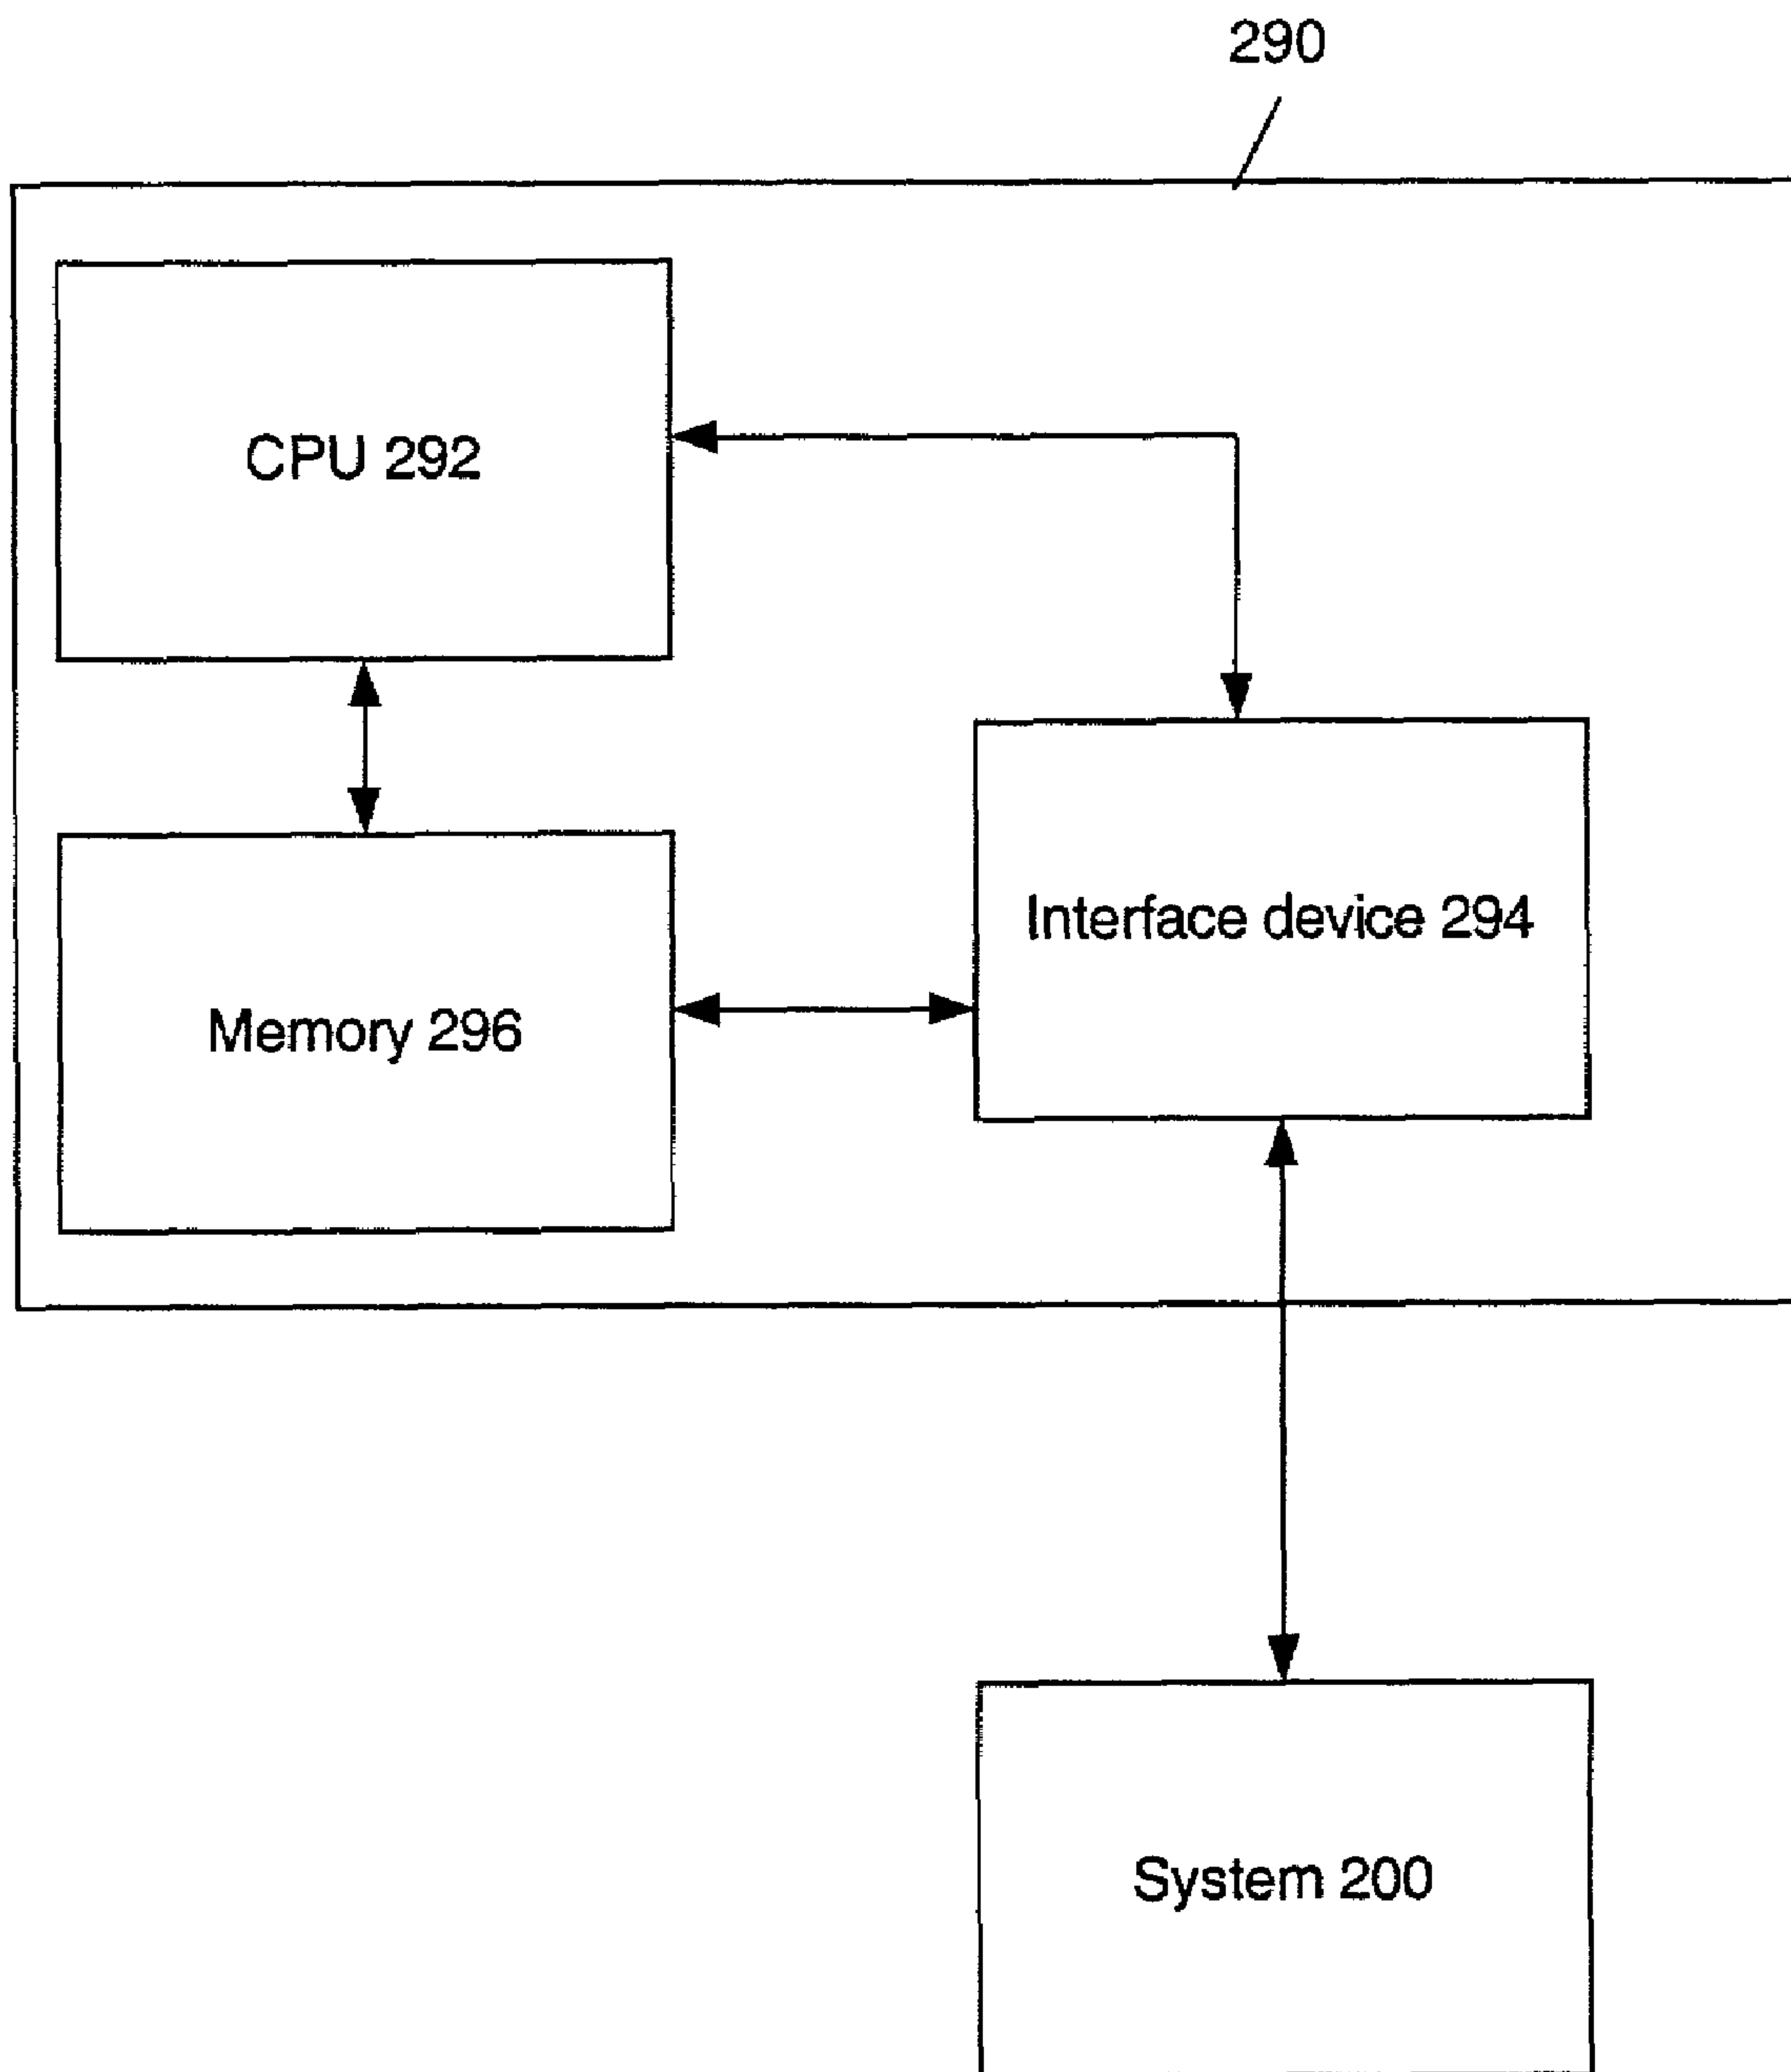 290
CPU 292
Interface device 294
Memory 296
System 200